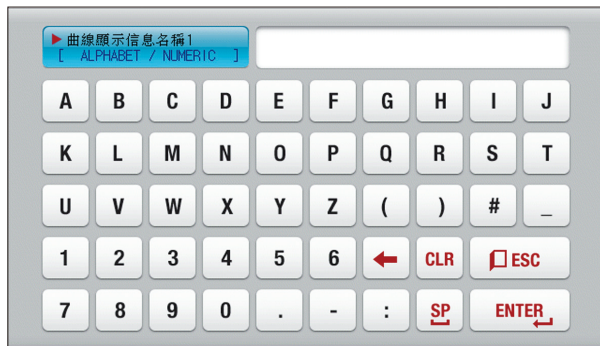 ▶曲線顯示信息名稱1
[ ALPHABET / NUMERIC ]
A B C D E F G H I J
K L M N O P Q R S T
U V W X Y Z ( ) # _
1 2 3 4 5 6 ← CLR ESC
7 8 9 0 . - : SP ENTER